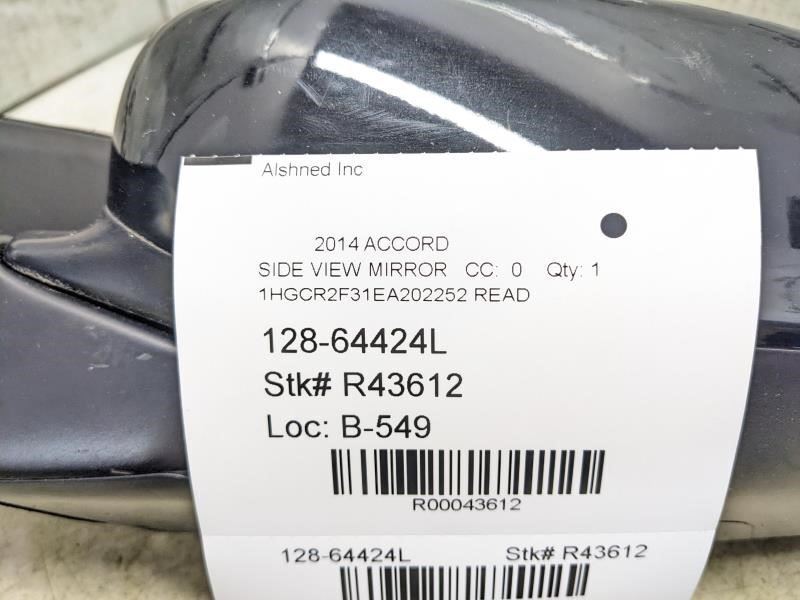 Alshned Inc
2014 ACCORD
SIDE VIEW MIRROR CC: 0 Qty: 1
1HGCR2F31EA202252 READ
128-64424L
Stk# R43612
Loc: B-549
R00043612
128-64424L Stk# R43612